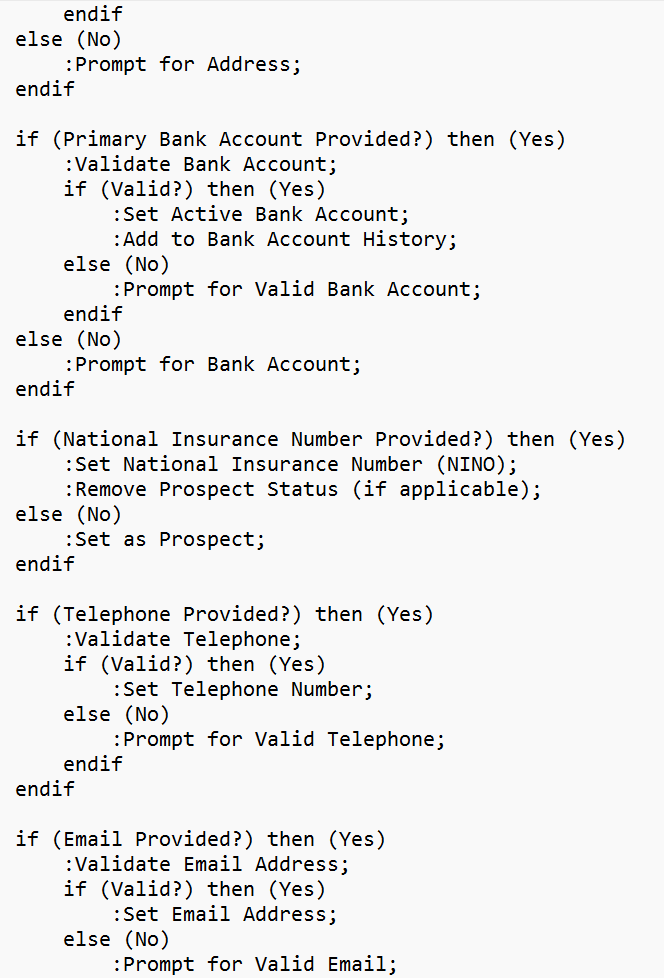 endif
else (No)
    :Prompt for Address;
endif

if (Primary Bank Account Provided?) then (Yes)
    :Validate Bank Account;
    if (Valid?) then (Yes)
        :Set Active Bank Account;
        :Add to Bank Account History;
    else (No)
        :Prompt for Valid Bank Account;
    endif
else (No)
    :Prompt for Bank Account;
endif

if (National Insurance Number Provided?) then (Yes)
    :Set National Insurance Number (NINO);
    :Remove Prospect Status (if applicable);
else (No)
    :Set as Prospect;
endif

if (Telephone Provided?) then (Yes)
    :Validate Telephone;
    if (Valid?) then (Yes)
        :Set Telephone Number;
    else (No)
        :Prompt for Valid Telephone;
    endif
endif

if (Email Provided?) then (Yes)
    :Validate Email Address;
    if (Valid?) then (Yes)
        :Set Email Address;
    else (No)
        :Prompt for Valid Email;